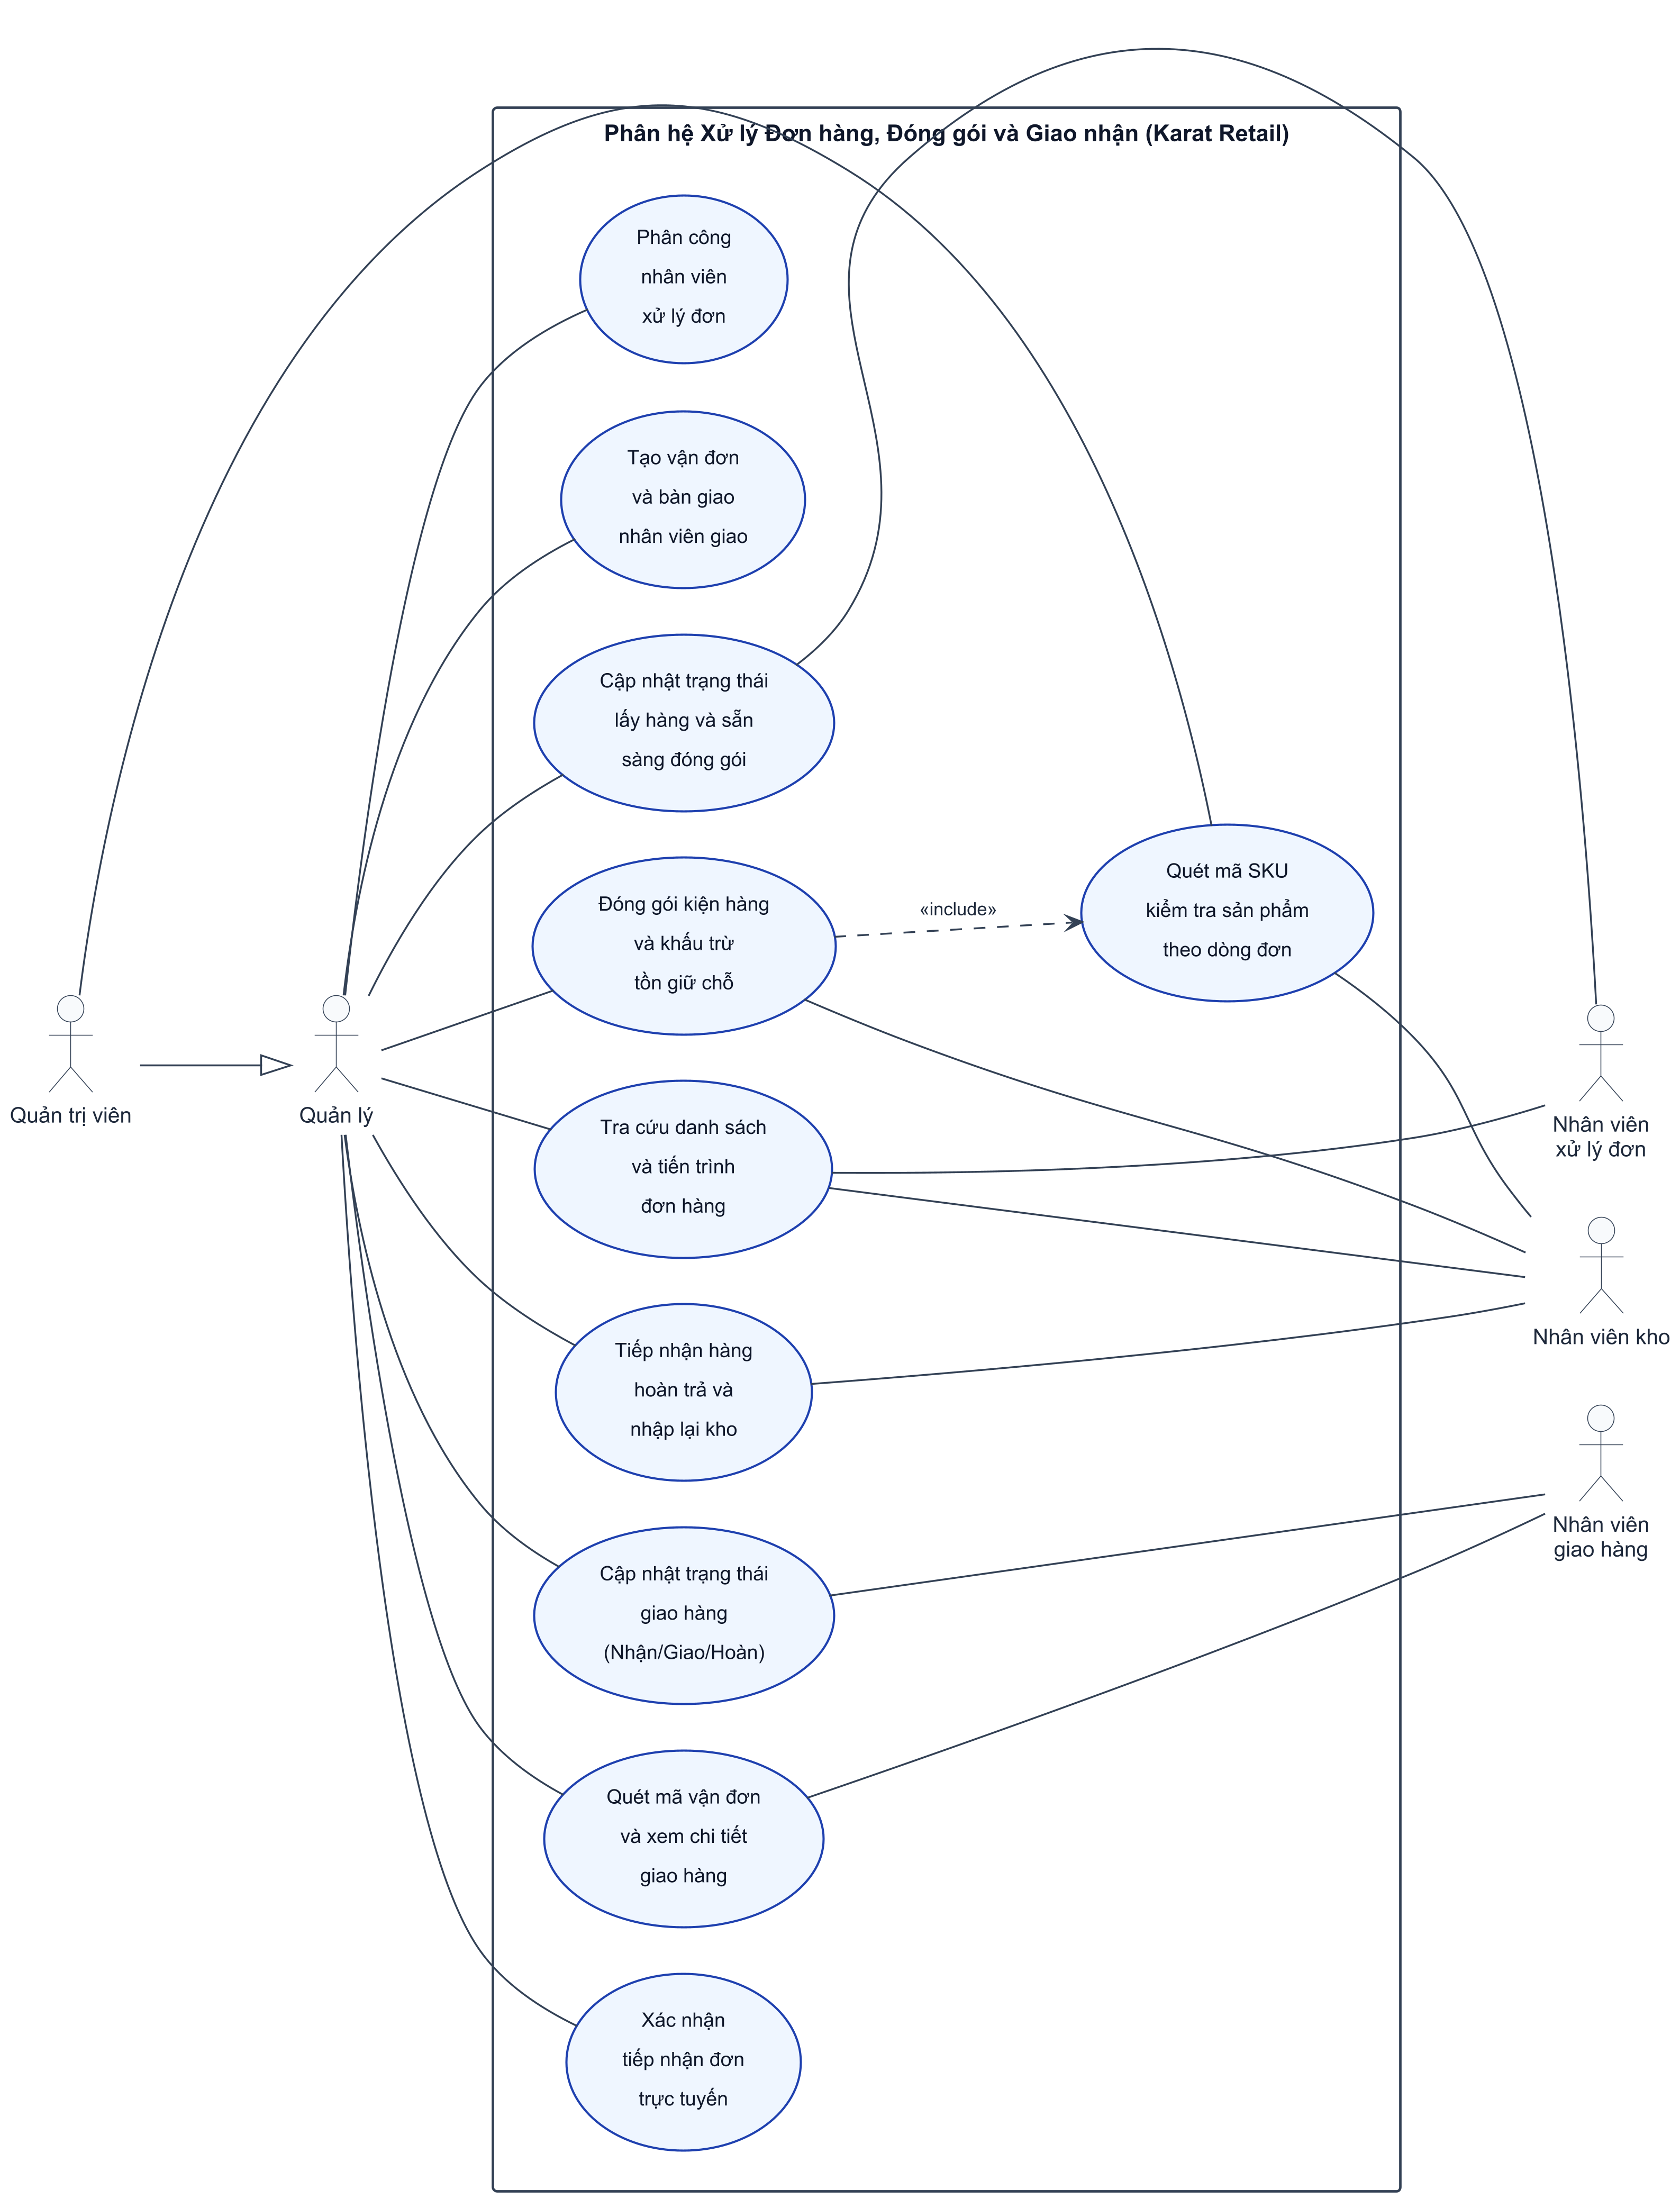 Phân hệ Xử lý Đơn hàng, Đóng gói và Giao nhận (Karat Retail)
Phân công
nhân viên
xử lý đơn
Tạo vận đơn
và bàn giao
nhân viên giao
Cập nhật trạng thái
lấy hàng và sẵn
sàng đóng gói
Đóng gói kiện hàng
và khấu trừ
tồn giữ chỗ
«include»
Quét mã SKU
kiểm tra sản phẩm
theo dòng đơn
Quản trị viên
Quản lý
Tra cứu danh sách
và tiến trình
đơn hàng
Nhân viên
xử lý đơn
Tiếp nhận hàng
hoàn trả và
nhập lại kho
Nhân viên kho
Cập nhật trạng thái
giao hàng
(Nhận/Giao/Hoàn)
Nhân viên
giao hàng
Quét mã vận đơn
và xem chi tiết
giao hàng
Xác nhận
tiếp nhận đơn
trực tuyến